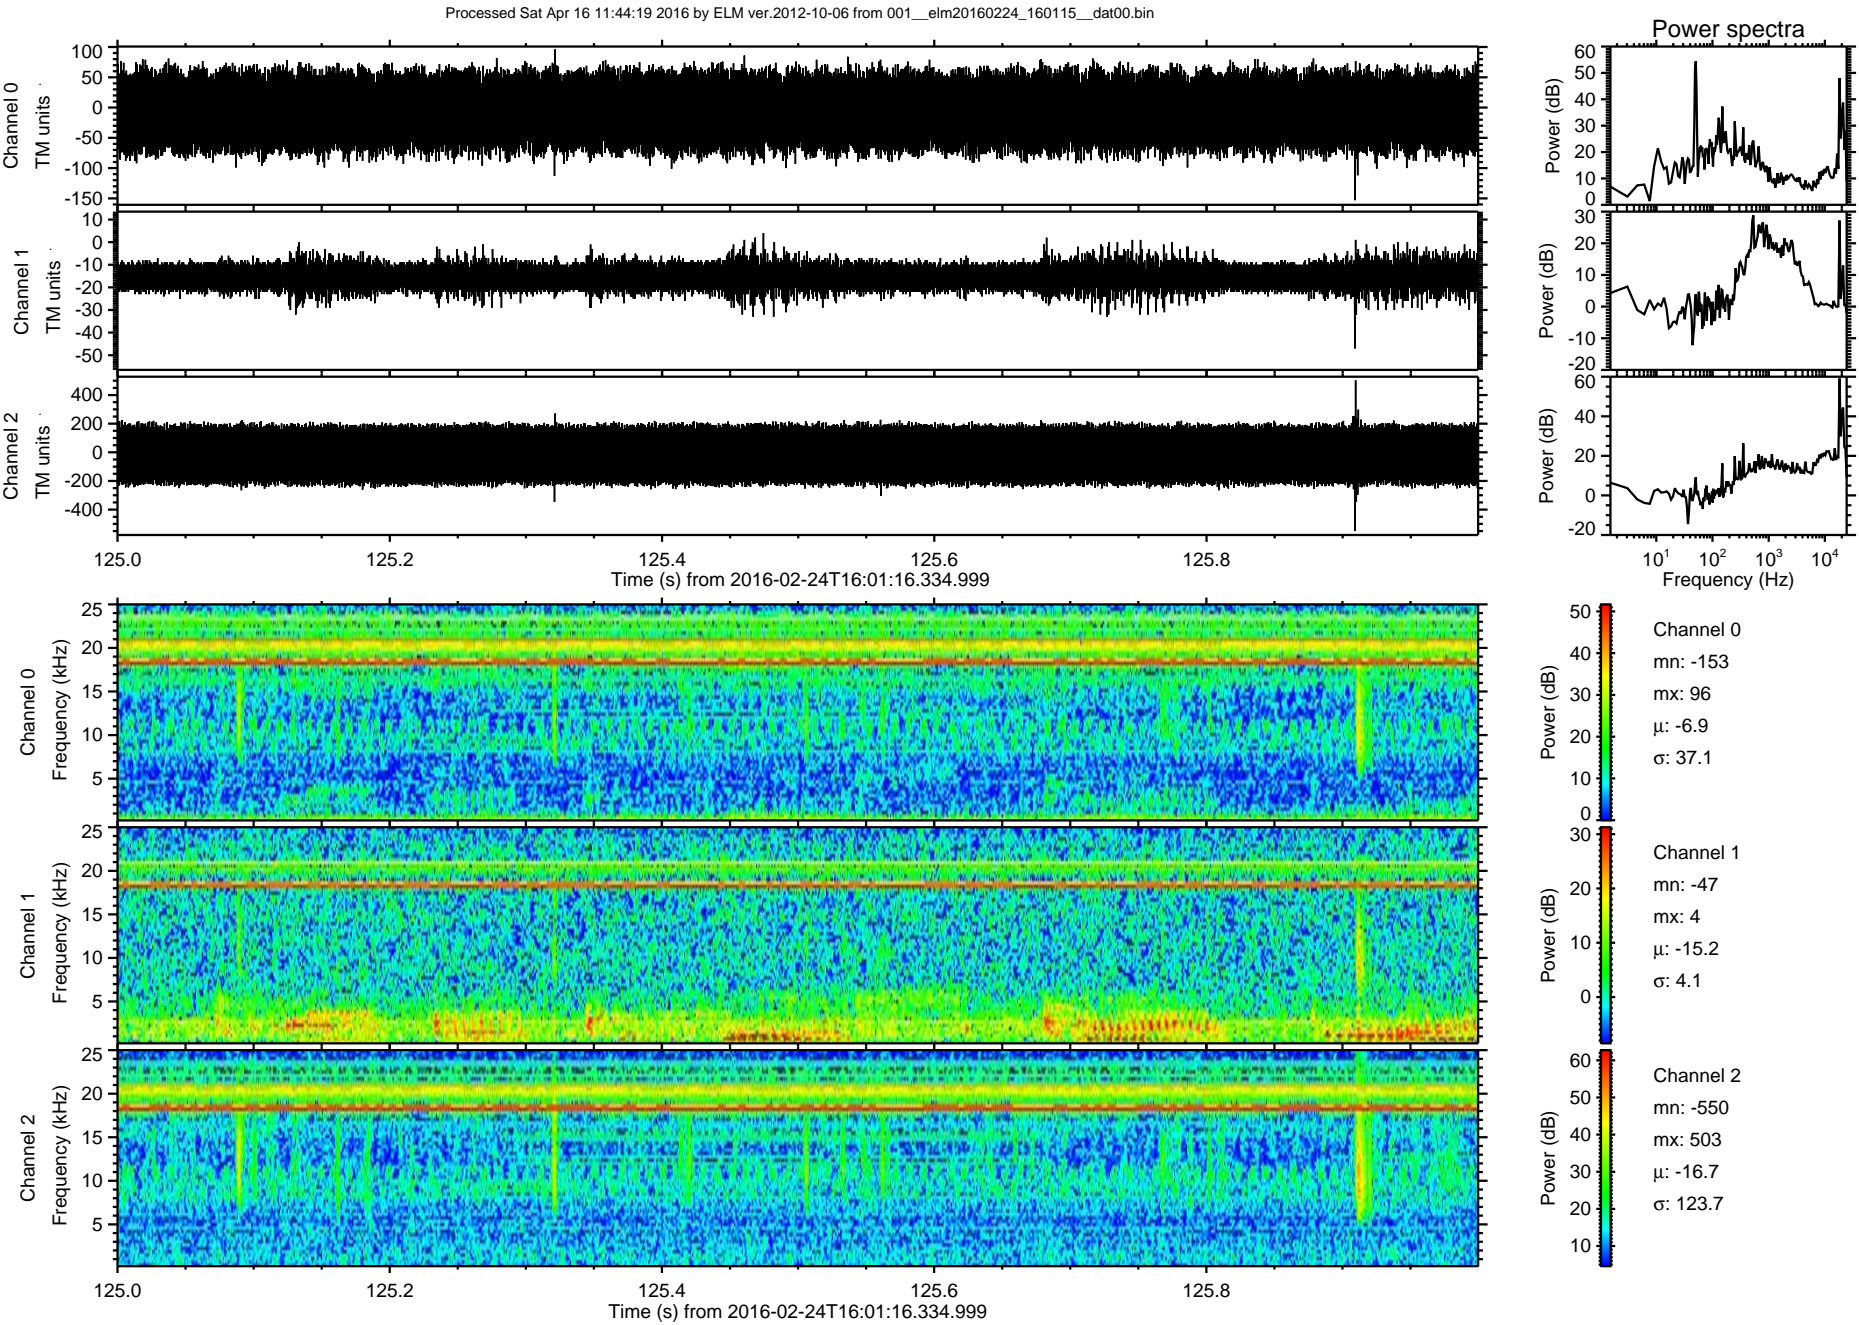 Processed Sat Apr 16 11:44:19 2016 by ELM ver.2012-10-06 from 001__elm20160224_160115__dat00.bin
Power spectra
Channel 0
TM units
100
50
0
-50
-100
-150
Power (dB)
60
50
40
30
20
10
0
Channel 1
TM units
10
0
-10
-20
-30
-40
-50
Power (dB)
30
20
10
0
-10
-20
Channel 2
TM units
400
200
0
-200
-400
Power (dB)
60
40
20
0
-20
125.0 125.2 125.4 125.6 125.8
Time (s) from 2016-02-24T16:01:16.334.999
10¹ 10² 10³ 10⁴
Frequency (Hz)
Channel 0
Frequency (kHz)
25
20
15
10
5
Power (dB)
50
40
30
20
10
0
Channel 0
mn: -153
mx: 96
μ: -6.9
σ: 37.1
Channel 1
Frequency (kHz)
25
20
15
10
5
Power (dB)
30
20
10
0
Channel 1
mn: -47
mx: 4
μ: -15.2
σ: 4.1
Channel 2
Frequency (kHz)
25
20
15
10
5
Power (dB)
60
50
40
30
20
10
Channel 2
mn: -550
mx: 503
μ: -16.7
σ: 123.7
125.0 125.2 125.4 125.6 125.8
Time (s) from 2016-02-24T16:01:16.334.999